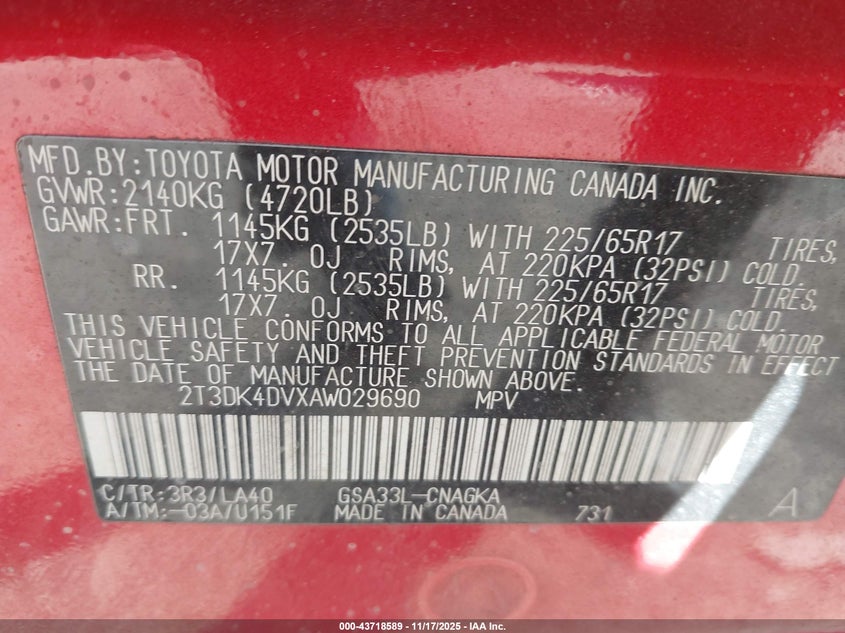 MFD.BY:TOYOTA MOTOR MANUFACTURING CANADA INC.
GVWR:2140KG (4720LB)
GAWR:FRT. 1145KG (2535LB) WITH 225/65R17 TIRES,
17X7. 0J RIMS, AT 220KPA (32PSI) COLD.
RR. 1145KG (2535LB) WITH 225/65R17 TIRES,
17X7. 0J RIMS, AT 220KPA (32PSI) COLD.
THIS VEHICLE CONFORMS TO ALL APPLICABLE FEDERAL MOTOR
VEHICLE SAFETY AND THEFT PREVENTION STANDARDS IN EFFECT
ON THE DATE OF MANUFACTURE SHOWN ABOVE.
2T3DK4DVXAW029690 MPV
C/TR:3R3/LA40 GSA33L-CNAGKA
A/TM:-03A/U151F MADE IN CANADA 731 A
000-43718589 | 11/17/2025 - IAA Inc.